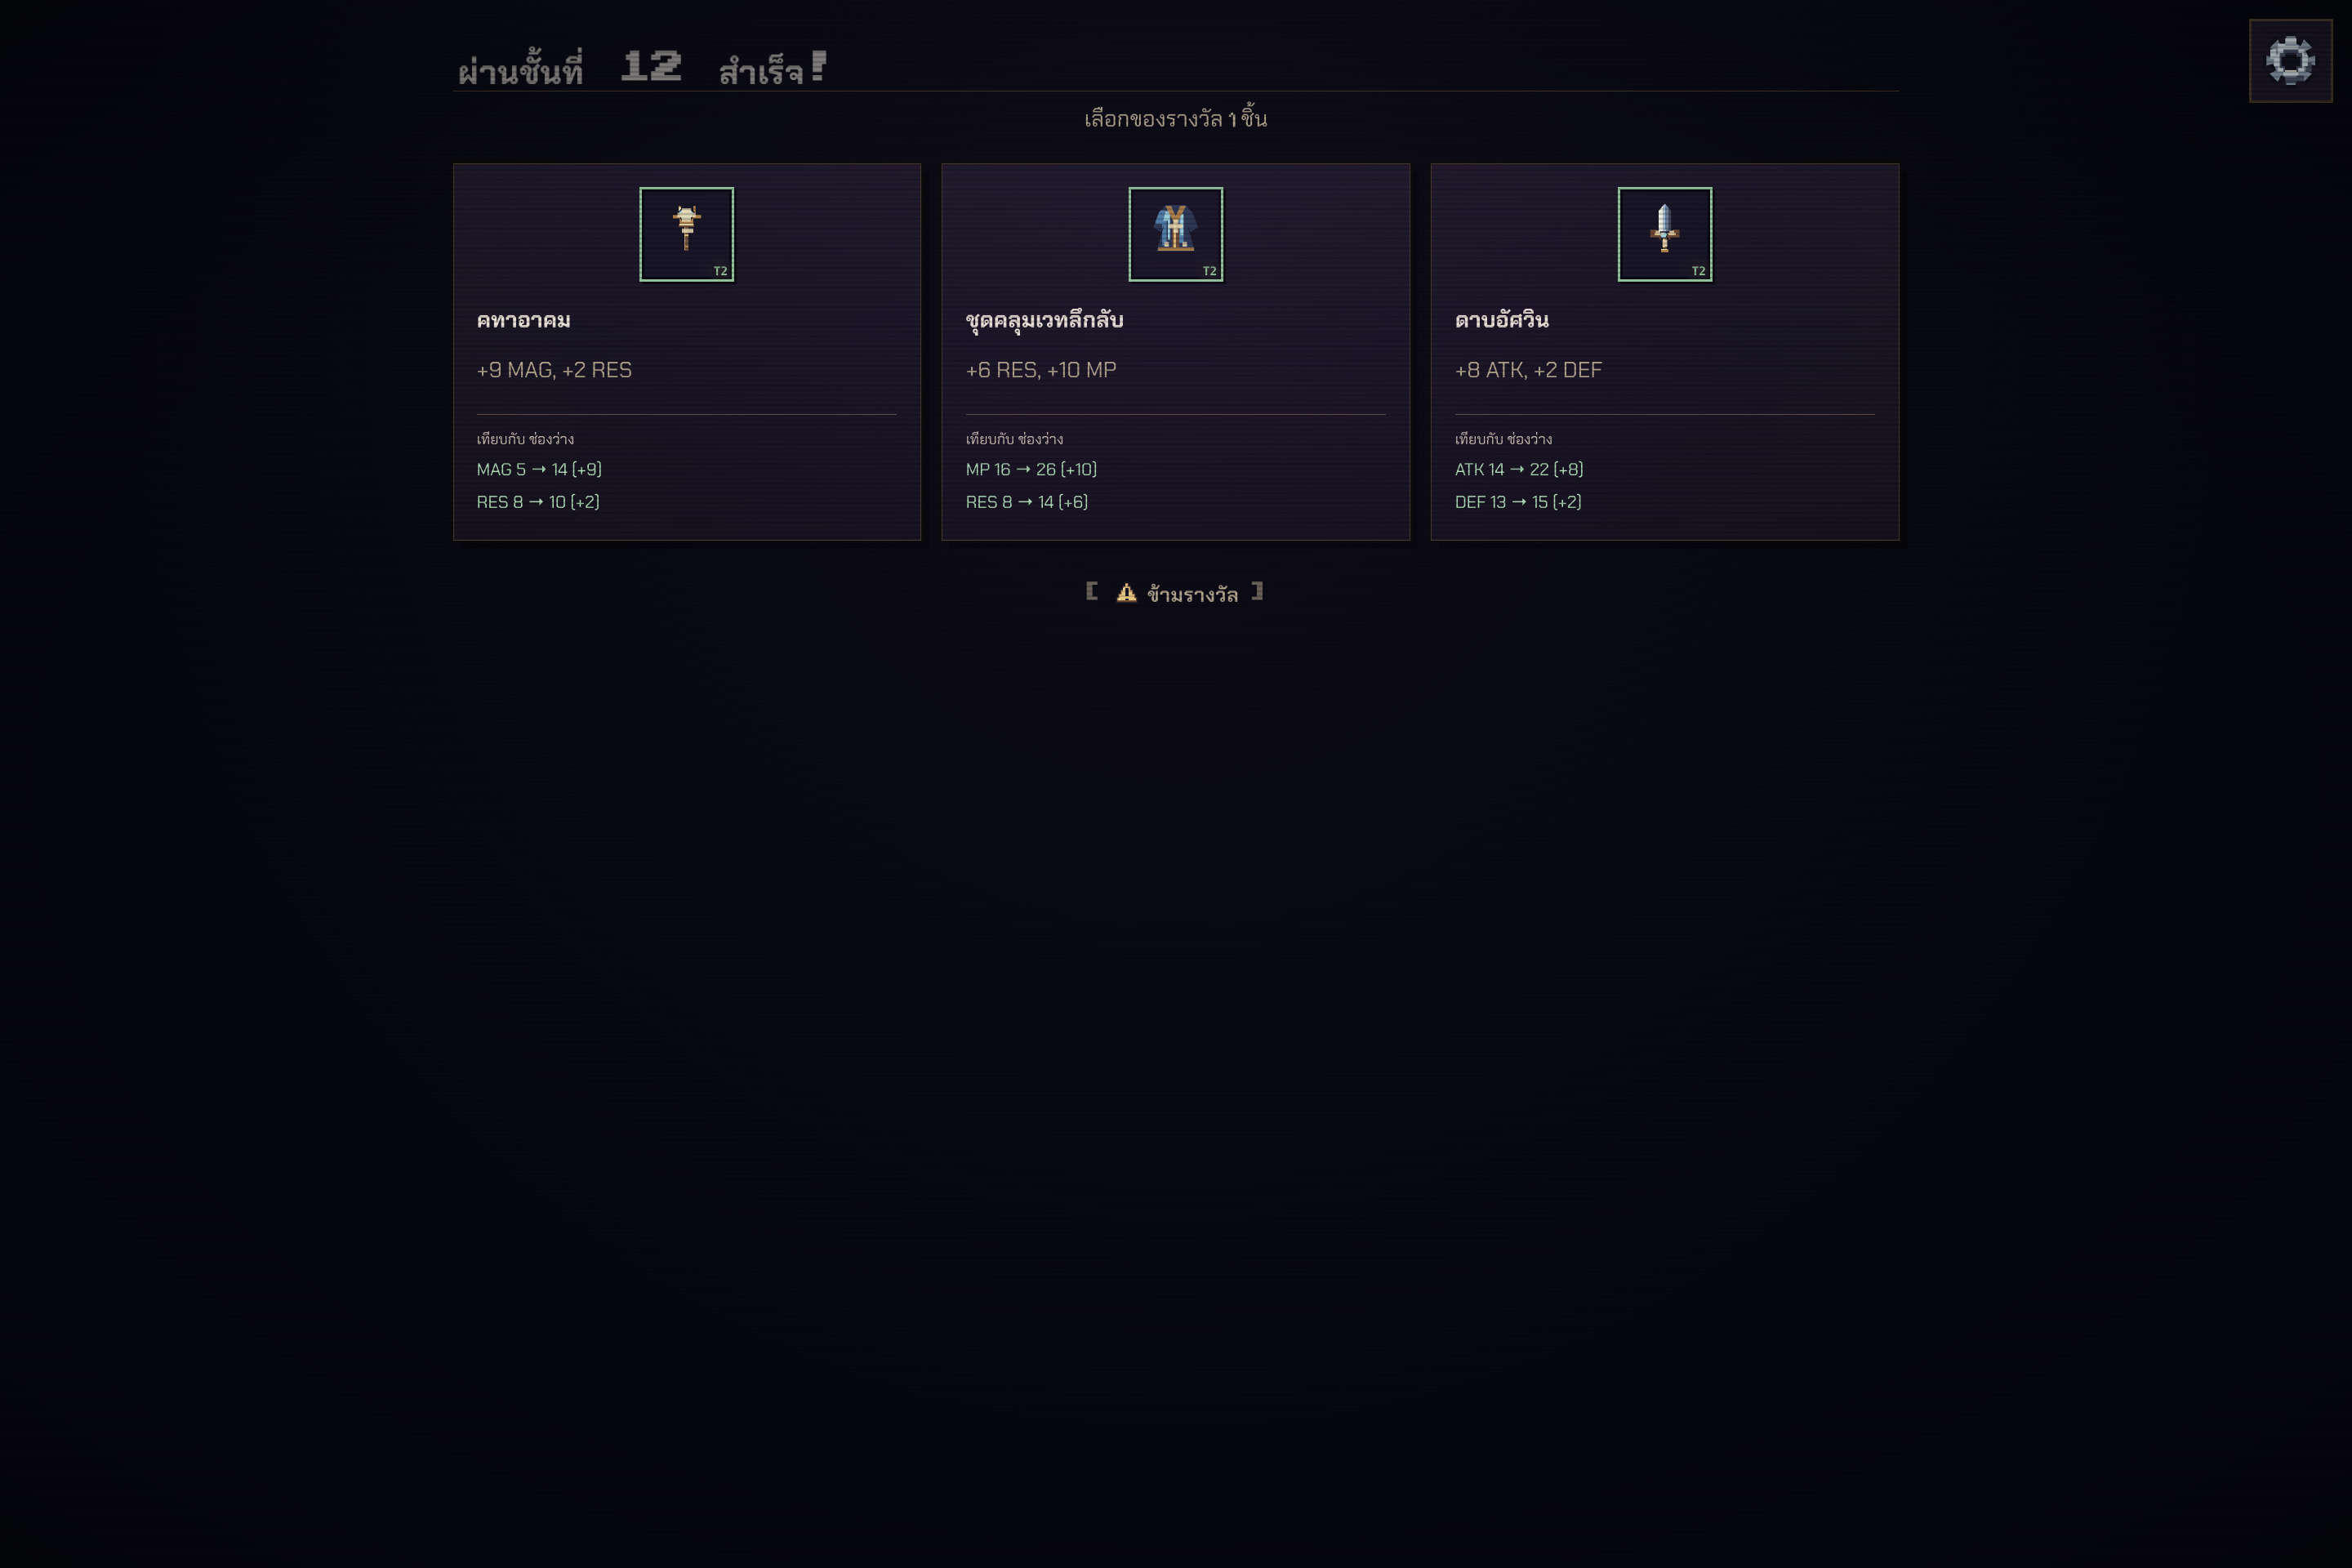 ผ่านชั้นที่ 12 สำเร็จ!
เลือกของรางวัล 1 ชิ้น
T2
คทาอาคม
+9 MAG, +2 RES
เทียบกับ ช่องว่าง
MAG 5 → 14 (+9)
RES 8 → 10 (+2)
T2
ชุดคลุมเวทลึกลับ
+6 RES, +10 MP
เทียบกับ ช่องว่าง
MP 16 → 26 (+10)
RES 8 → 14 (+6)
T2
ดาบอัศวิน
+8 ATK, +2 DEF
เทียบกับ ช่องว่าง
ATK 14 → 22 (+8)
DEF 13 → 15 (+2)
[ ข้ามรางวัล ]